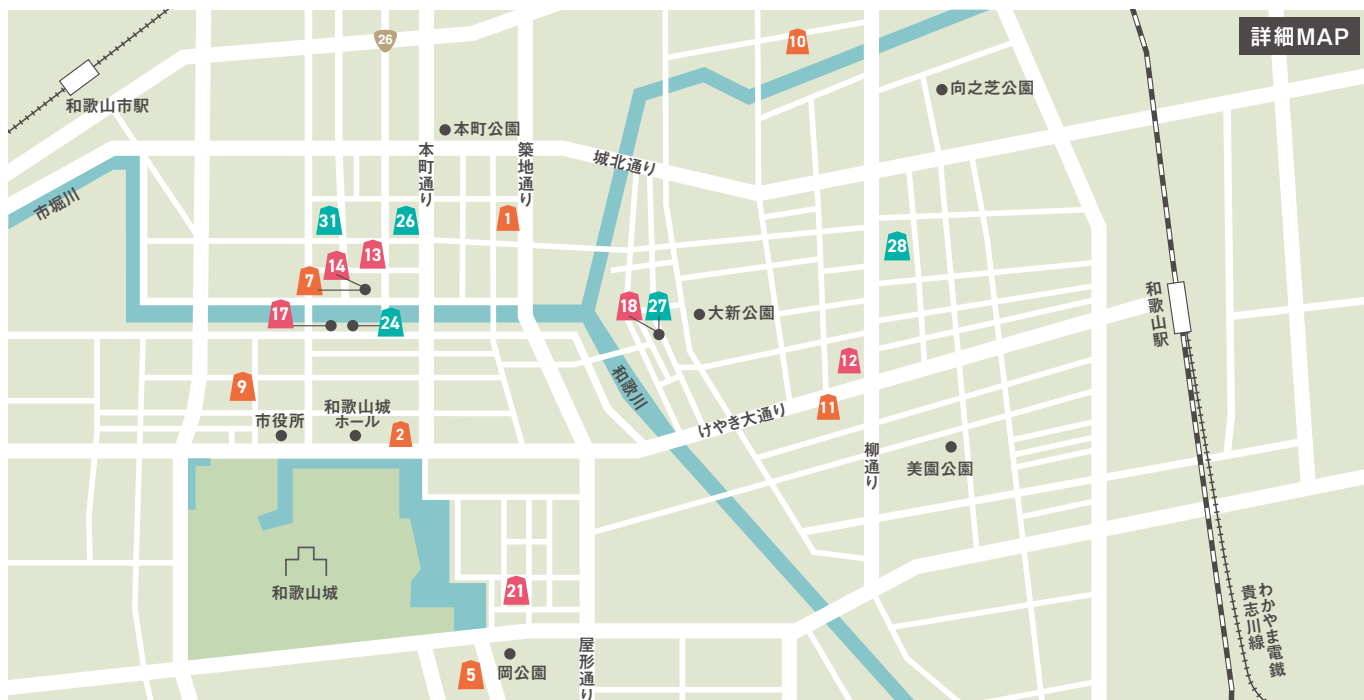 詳細MAP
26
10
和歌山市駅
向之芝公園
本町公園
本町通り
築地通り
城北通り
市堀川
31
26
1
28
13
14
7
17
24
18
27
大新公園
和歌山駅
12
9
和歌川
11
けやき大通り
市役所
和歌山城
ホール
2
柳通り
美園公園
和歌山城
21
わかやま電鐵
貴志川線
5
岡公園
屋形通り